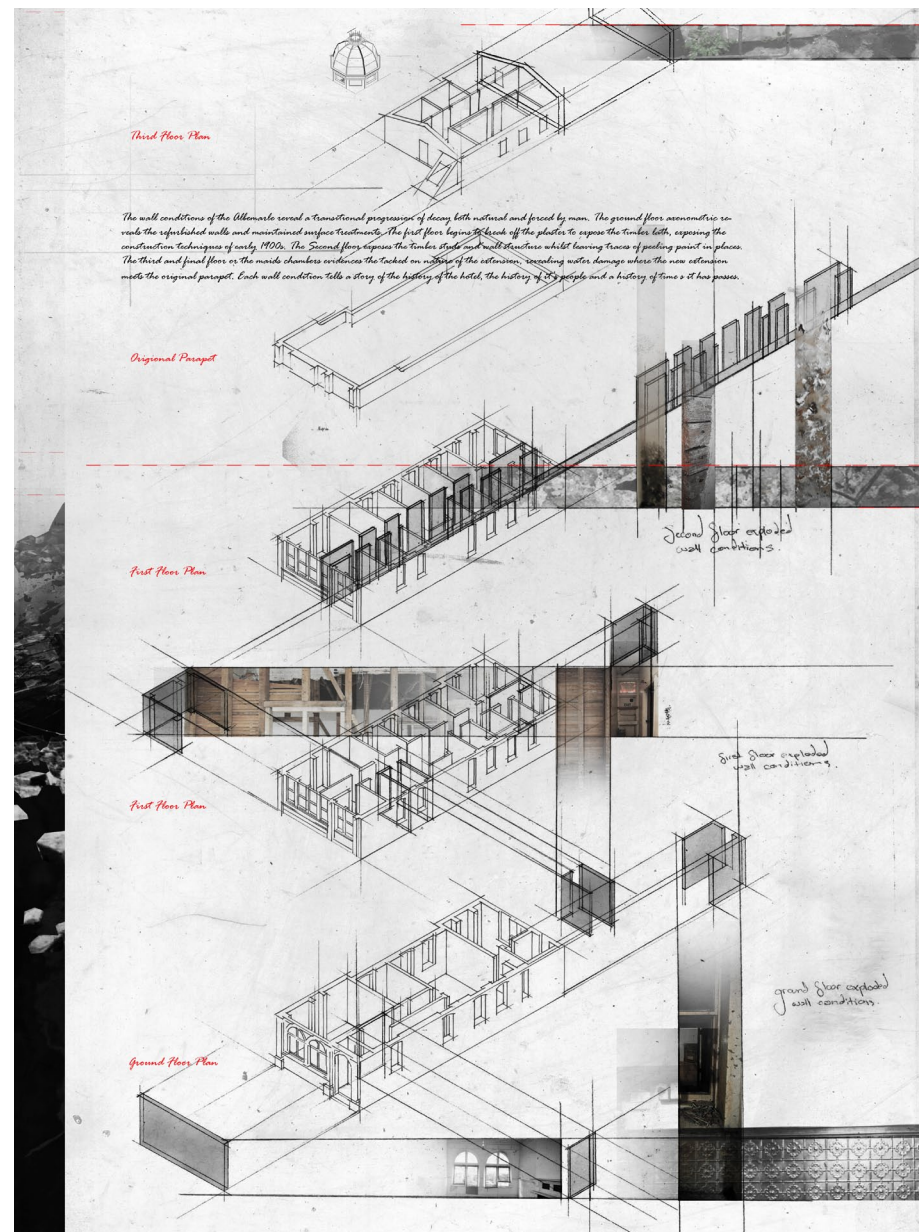 Third Floor Plan
The wall conditions of the Albemarle reveal a transitional progression of decay both natural and forced by man. The ground floor axonometric re-
veals the refurbished walls and maintained surface treatments. The first floor begins to break off the plaster to expose the timber lath, exposing the
construction techniques of early 1900s. The Second floor exposes the timber studs and wall structure whilst leaving traces of peeling paint in places.
The third and final floor or the maids chambers evidences the tacked on nature of the extension, revealing water damage where the new extension
meets the original parapet. Each wall condition tells a story of the history of the hotel, the history of it's people and a history of time s it has passes.
Origional Parapet
second floor exploded
wall conditions.
First Floor Plan
first floor exploded
wall conditions.
First Floor Plan
grand floor exploded
wall conditions.
Ground Floor Plan